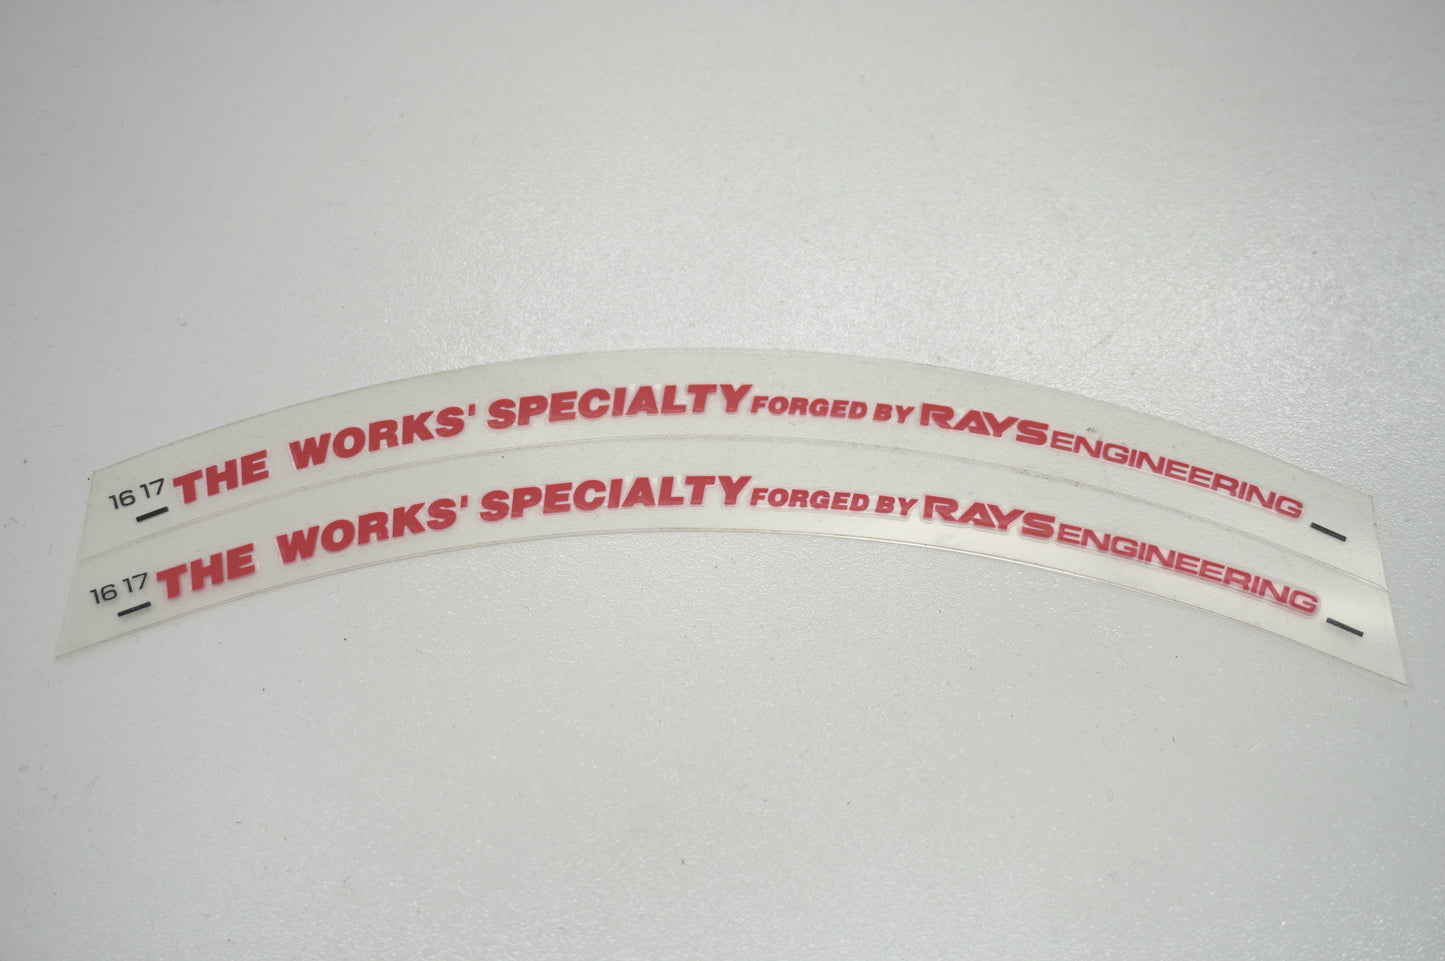 16 17 THE WORKS' SPECIALTY FORGED BY RAYS ENGINEERING
16 17 THE WORKS' SPECIALTY FORGED BY RAYS ENGINEERING